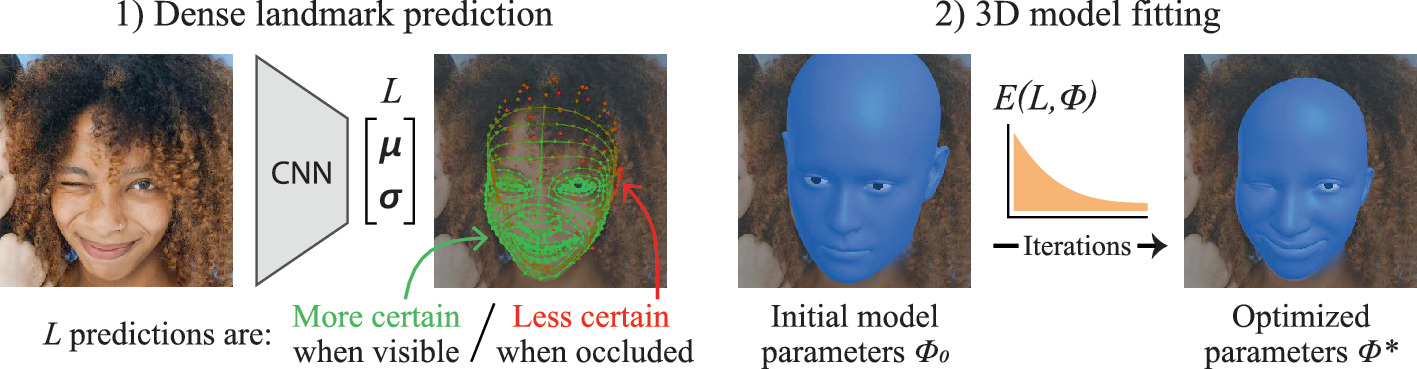 1) Dense landmark prediction
CNN
L
μ
σ
L predictions are:
More certain
when visible
/
Less certain
when occluded
2) 3D model fitting
E(L,Φ)
Iterations
Initial model
parameters Φ₀
Optimized
parameters Φ*